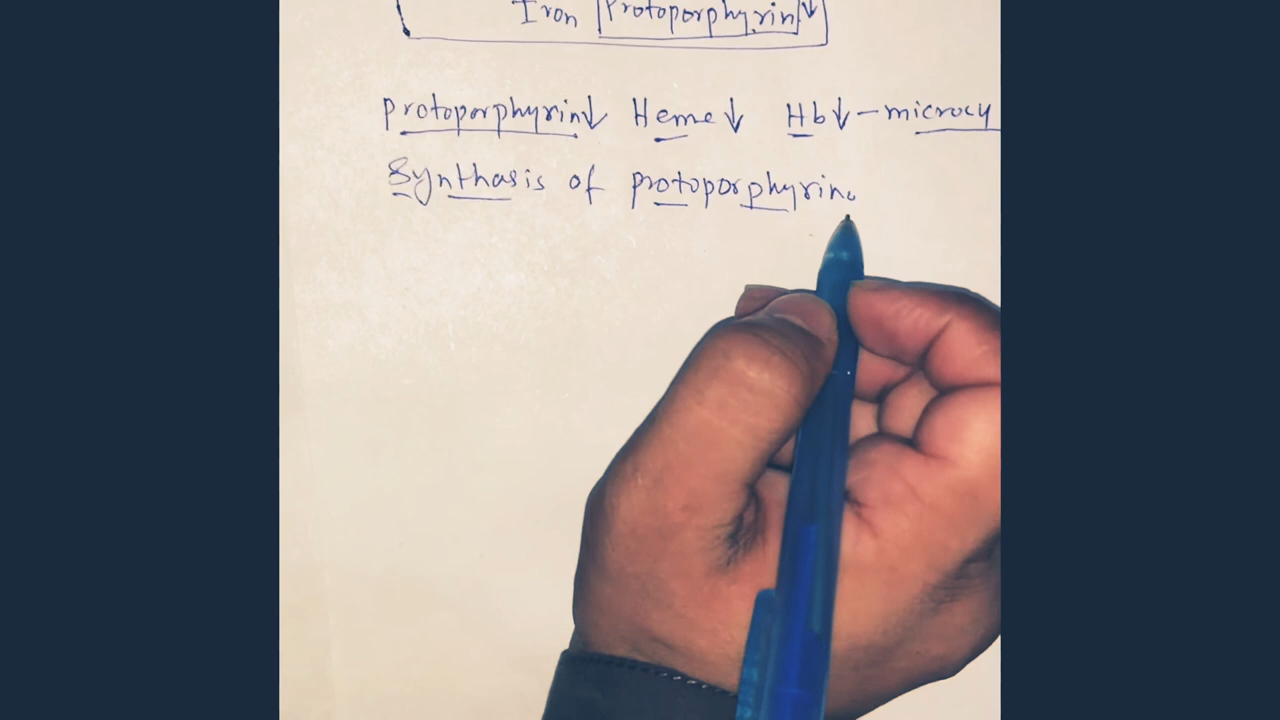 Iron Protoporphyrin↓
Protoporphyrin↓ Heme↓ Hb↓ - microcy
Synthasis of protoporphyrin.